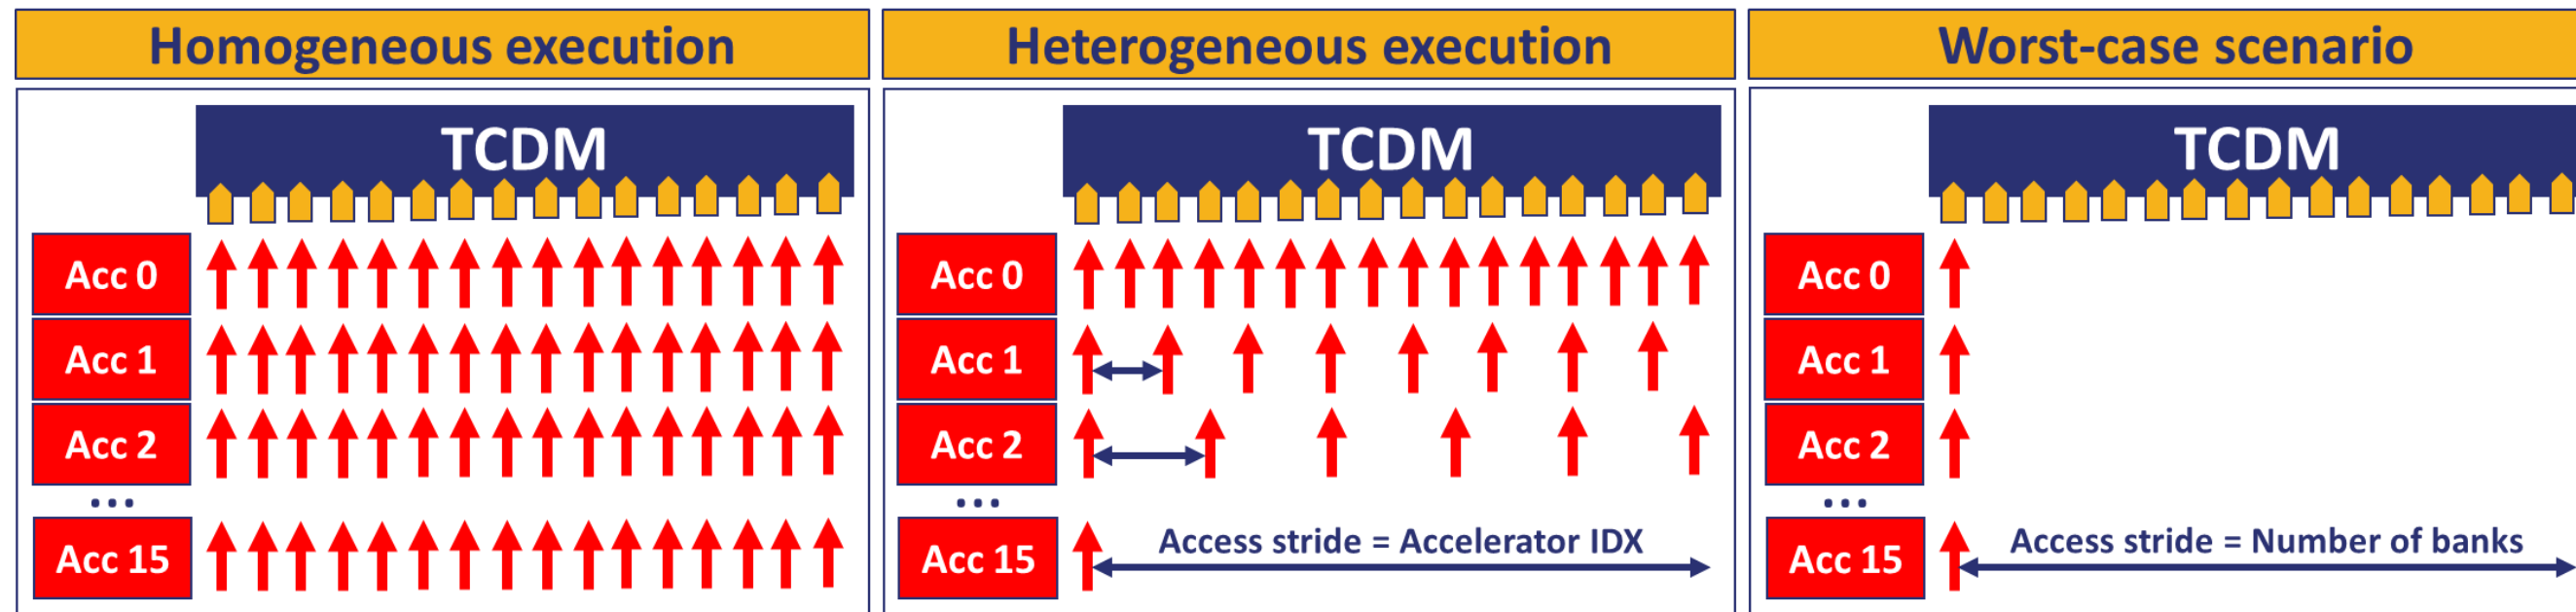 Homogeneous execution
TCDM
Acc 0
Acc 1
Acc 2
...
Acc 15
Heterogeneous execution
TCDM
Acc 0
Acc 1
Acc 2
...
Acc 15
Access stride = Accelerator IDX
Worst-case scenario
TCDM
Acc 0
Acc 1
Acc 2
...
Acc 15
Access stride = Number of banks